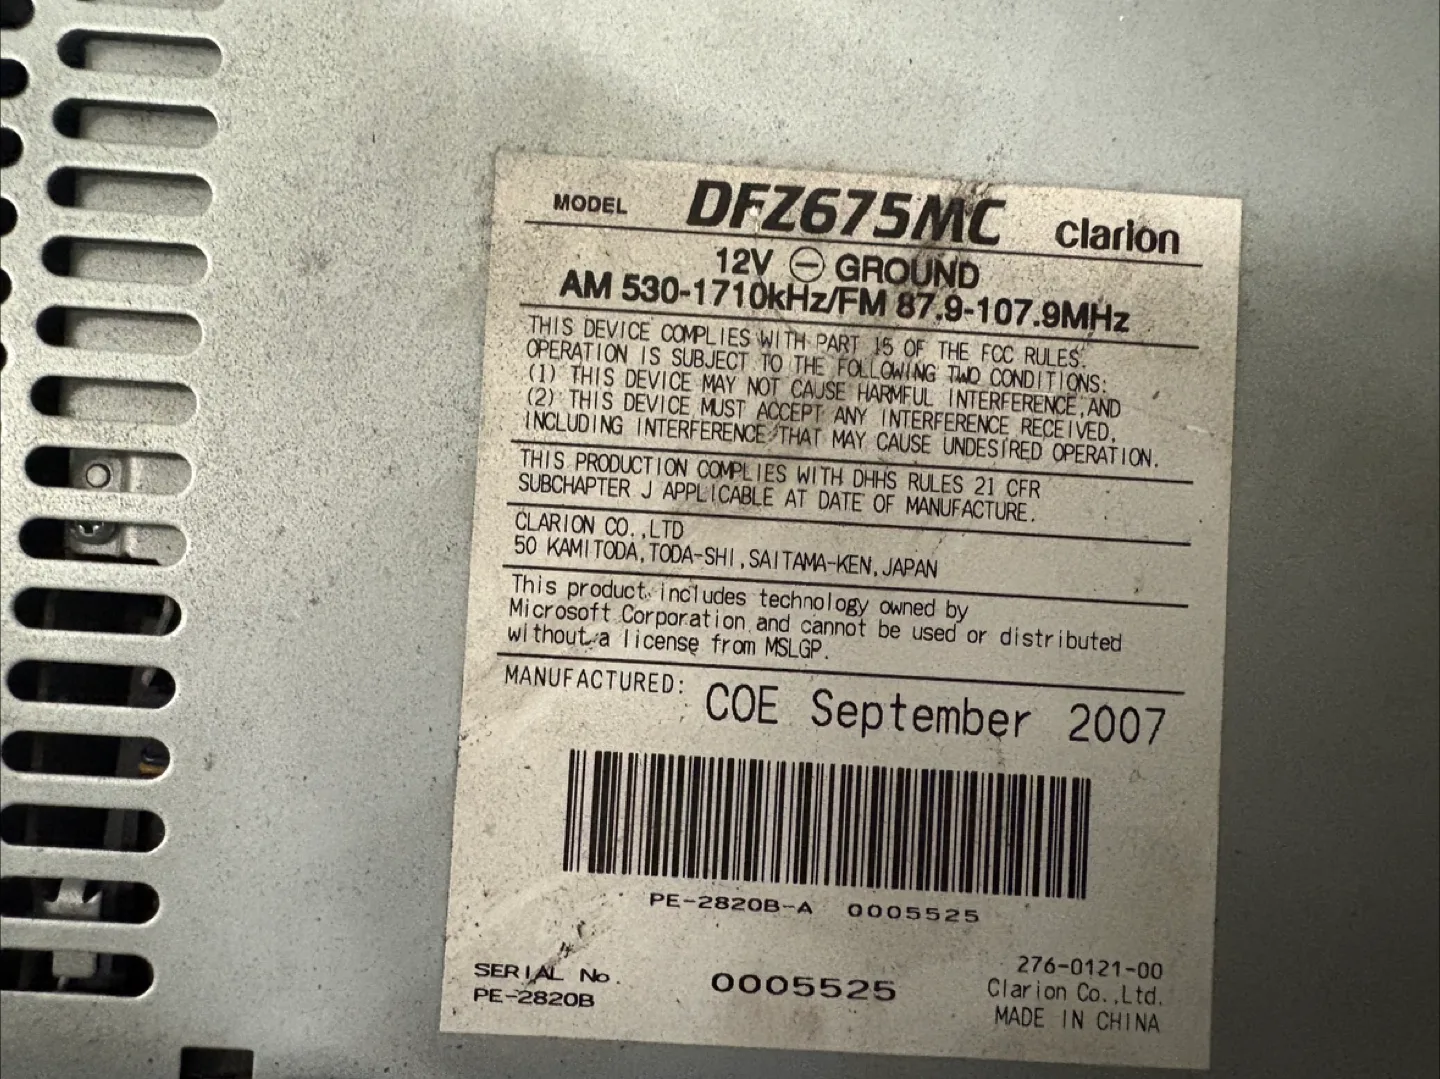 MODEL DFZ675MC clarion
12V ⊖ GROUND
AM 530-1710kHz/FM 87.9-107.9MHz
THIS DEVICE COMPLIES WITH PART 15 OF THE FCC RULES.
OPERATION IS SUBJECT TO THE FOLLOWING TWO CONDITIONS:
(1) THIS DEVICE MAY NOT CAUSE HARMFUL INTERFERENCE,AND
(2) THIS DEVICE MUST ACCEPT ANY INTERFERENCE RECEIVED,
INCLUDING INTERFERENCE THAT MAY CAUSE UNDESIRED OPERATION.
THIS PRODUCTION COMPLIES WITH DHHS RULES 21 CFR
SUBCHAPTER J APPLICABLE AT DATE OF MANUFACTURE.
CLARION CO.,LTD
50 KAMITODA,TODA-SHI,SAITAMA-KEN,JAPAN
This product includes technology owned by
Microsoft Corporation and cannot be used or distributed
without a license from MSLGP.
MANUFACTURED: COE September 2007
PE-2820B-A 0005525
SERIAL No.
PE-2820B
0005525
276-0121-00
Clarion Co.,Ltd.
MADE IN CHINA